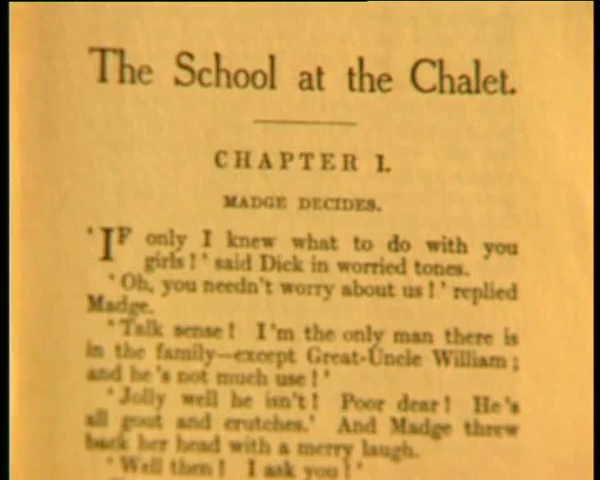 The School at the Chalet.
CHAPTER I.
MADGE DECIDES.
'IF only I knew what to do with you
girls!' said Dick in worried tones.
'Oh, you needn't worry about us!' replied
Madge.
'Talk sense! I'm the only man there is
in the family—except Great-Uncle William;
and he's not much use!'
'Jolly well he isn't! Poor dear! He's
all gout and crutches.' And Madge threw
back her head with a merry laugh.
'Well then! I ask you!'